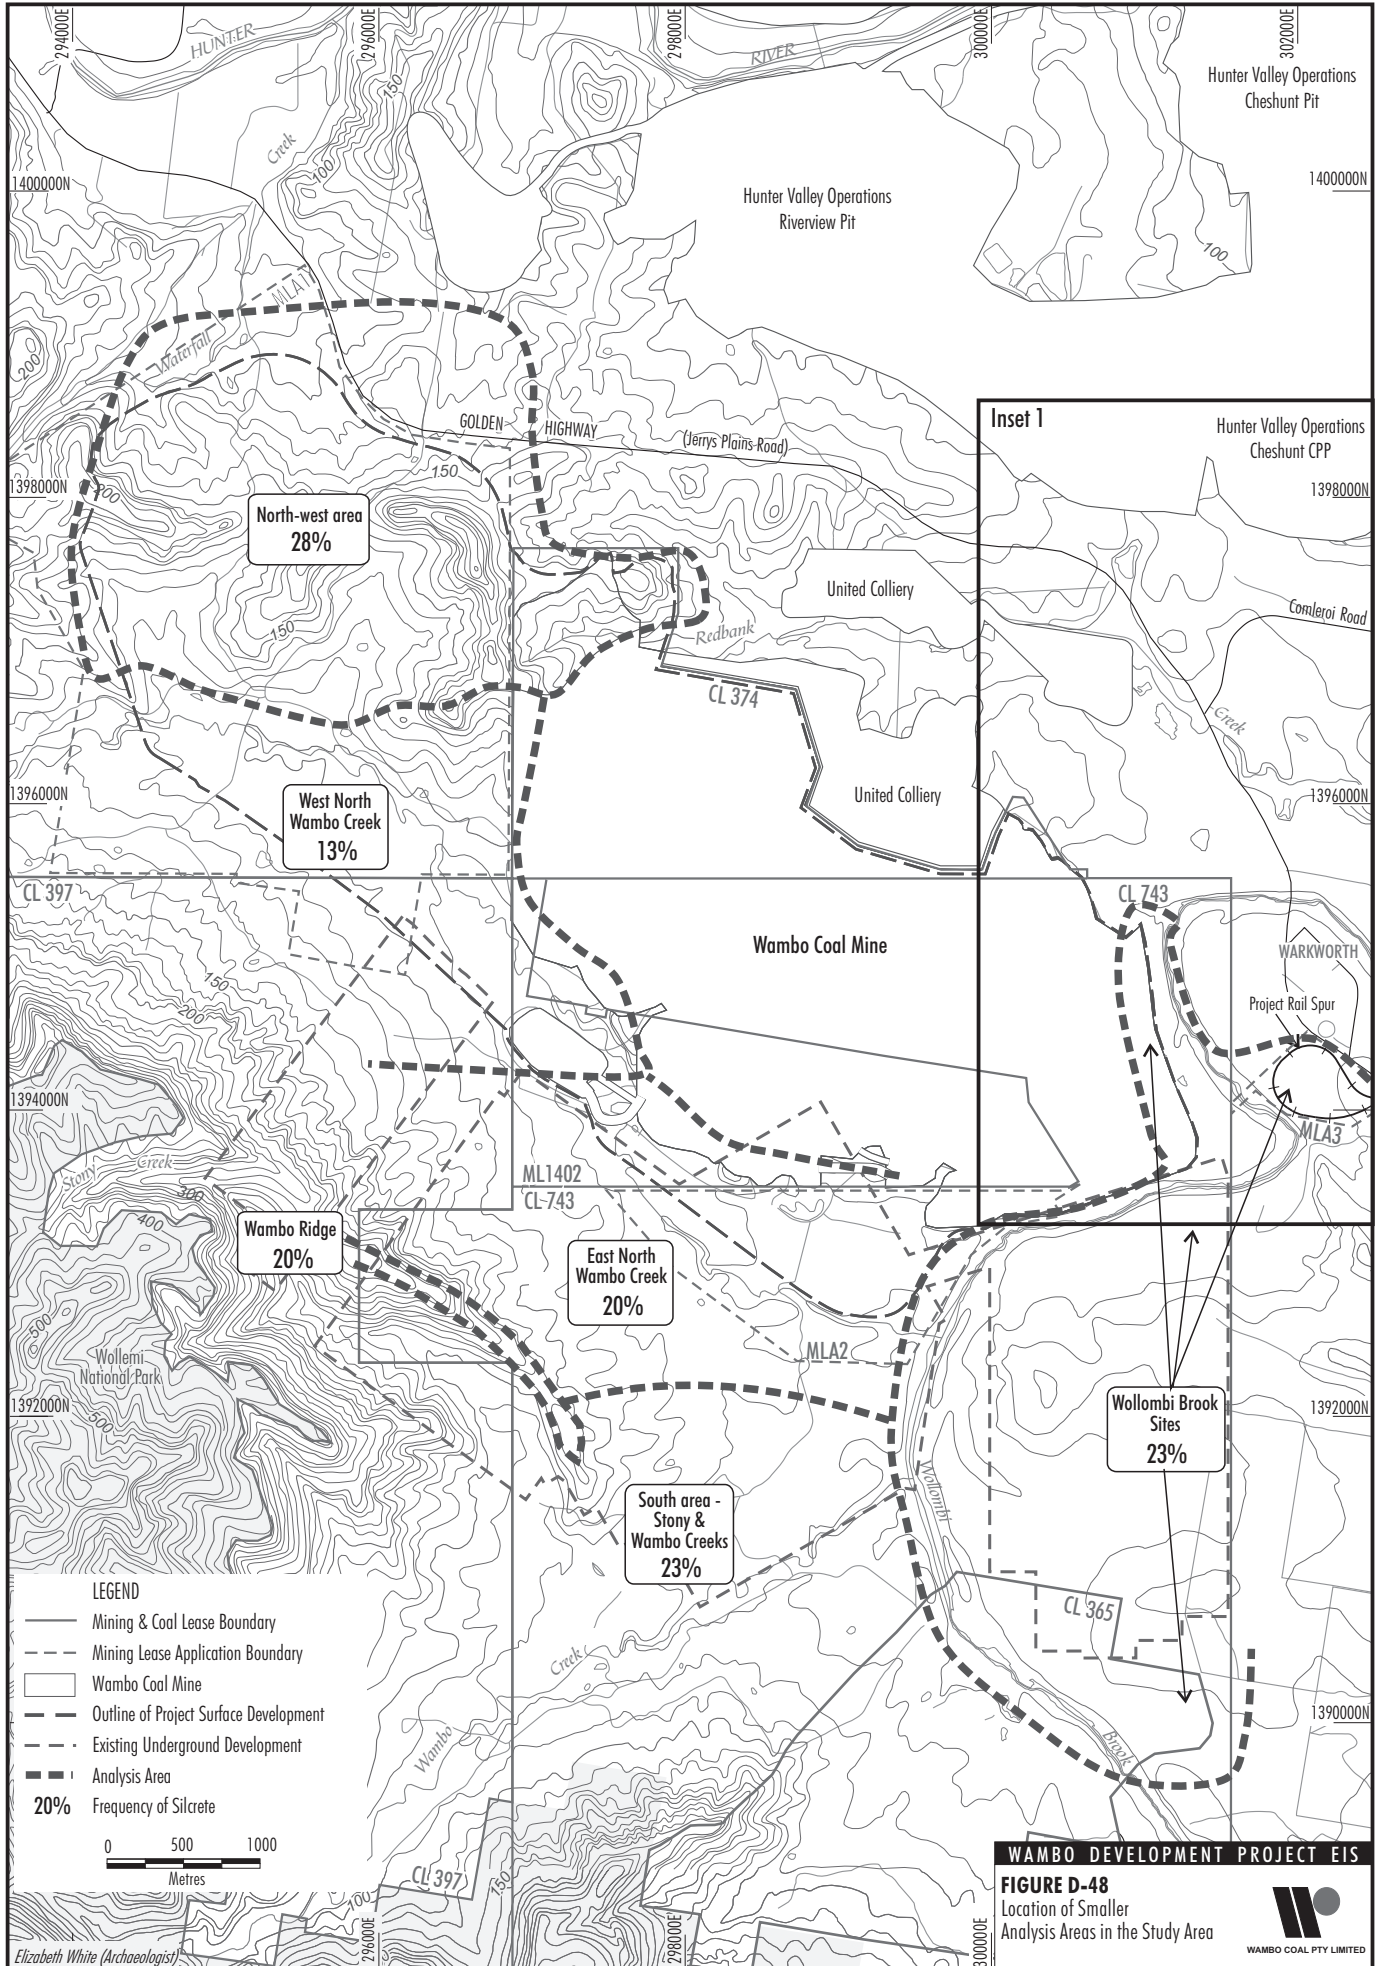 294000E
296000E
298000E
300000E
302000E
HUNTER
RIVER
150
Hunter Valley Operations
Cheshunt Pit
Creek
100
1400000N
1400000N
Hunter Valley Operations
Riverview Pit
100
MLA1
Waterfall
200
GOLDEN HIGHWAY
(Jerrys Plains Road)
Inset 1
Hunter Valley Operations
Cheshunt CPP
150
1398000N
200
1398000N
North-west area
28%
United Colliery
Comleroi Road
150
Redbank
CL 374
Creek
1396000N
West North
Wambo Creek
13%
United Colliery
1396000N
CL 397
CL 743
Wambo Coal Mine
WARKWORTH
150
200
Project Rail Spur
1394000N
MLA3
Stony
Creek
300
ML1402
CL 743
400
Wambo Ridge
20%
East North
Wambo Creek
20%
500
Wollemi
National Park
MLA2
1392000N
500
Wollombi Brook
Sites
23%
1392000N
Wollombi
South area -
Stony &
Wambo Creeks
23%
CL 365
LEGEND
Mining & Coal Lease Boundary
Mining Lease Application Boundary
Wambo Coal Mine
Outline of Project Surface Development
Existing Underground Development
Analysis Area
20% Frequency of Silcrete
0 500 1000
Metres
Creek
Wambo
Brook
1390000N
CL 397
150
100
296000E
298000E
300000E
Elizabeth White (Archaeologist)
WAMBO DEVELOPMENT PROJECT EIS
FIGURE D-48
Location of Smaller
Analysis Areas in the Study Area
WAMBO COAL PTY LIMITED